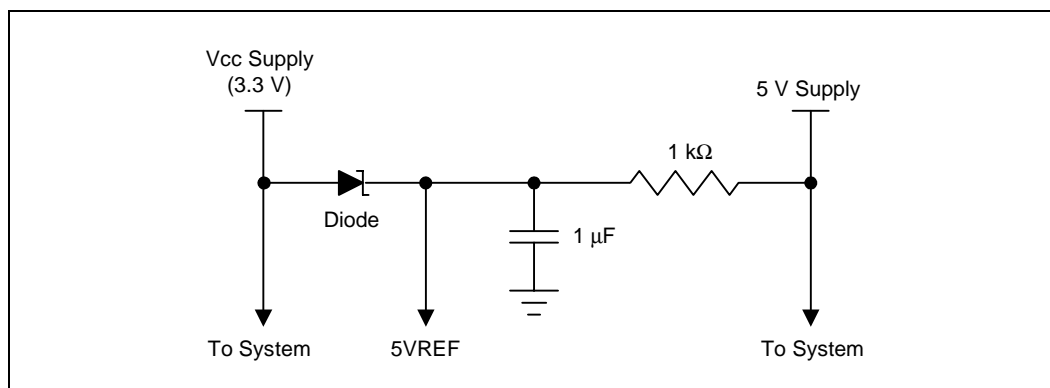 Vcc Supply
(3.3 V)
5 V Supply
1 kΩ
Diode
1 μF
To System
5VREF
To System